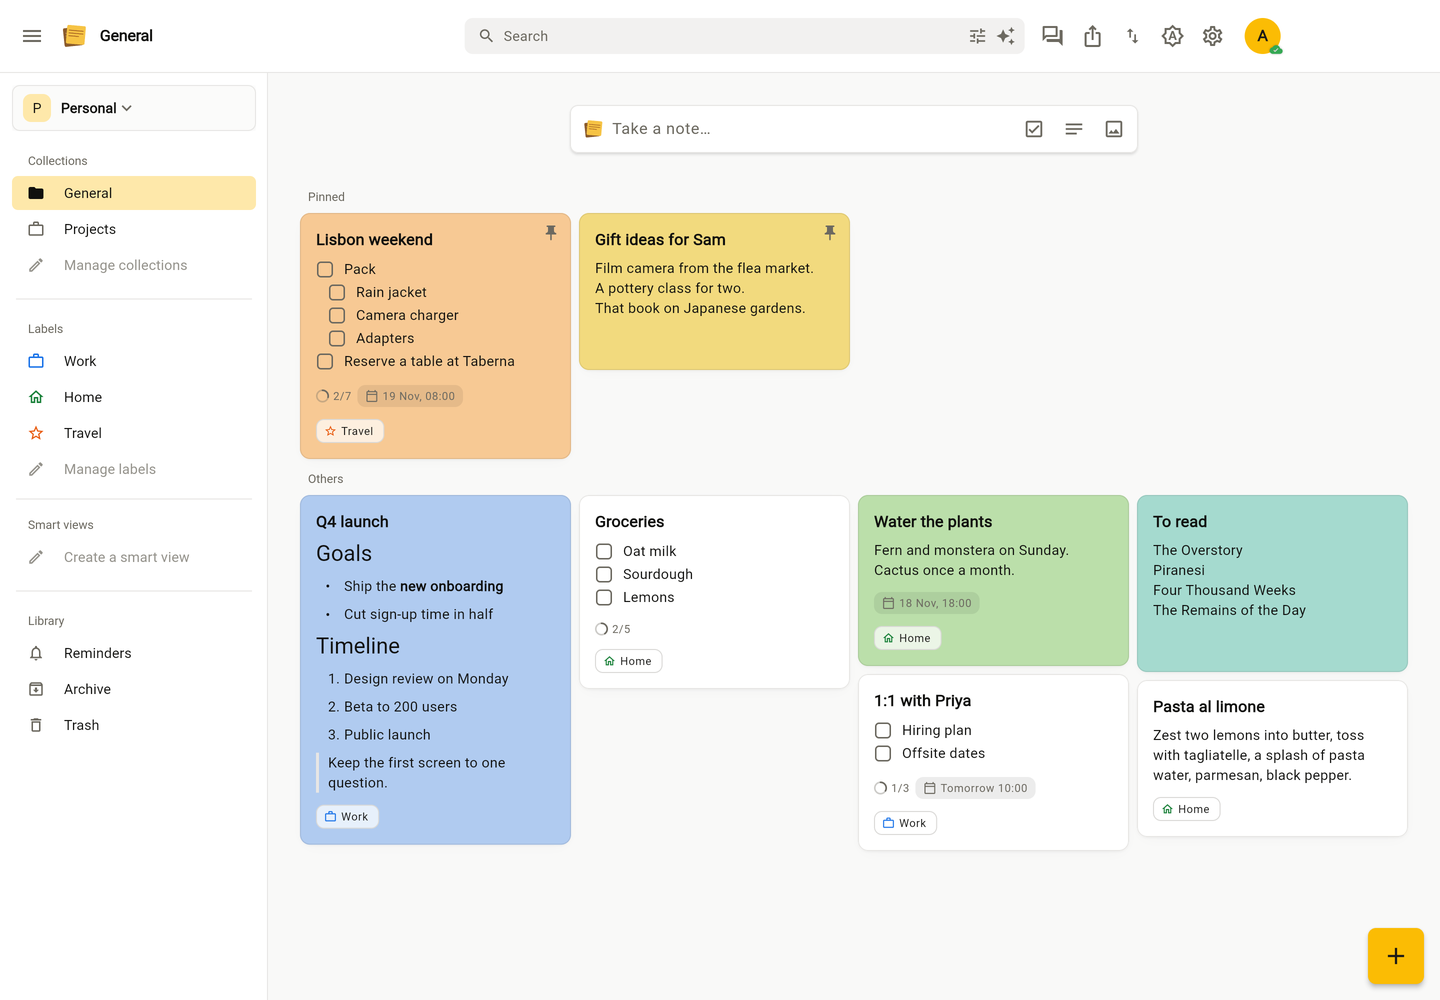 General
Search
A
A
P
Personal
Collections
General
Projects
Manage collections
Labels
Work
Home
Travel
Manage labels
Smart views
Create a smart view
Library
Reminders
Archive
Trash
Take a note...
Pinned
Lisbon weekend
Pack
Rain jacket
Camera charger
Adapters
Reserve a table at Taberna
2/7
19 Nov, 08:00
Travel
Gift ideas for Sam
Film camera from the flea market.
A pottery class for two.
That book on Japanese gardens.
Others
Q4 launch
Goals
• Ship the new onboarding
• Cut sign-up time in half
Timeline
1. Design review on Monday
2. Beta to 200 users
3. Public launch
Keep the first screen to one
question.
Work
Groceries
Oat milk
Sourdough
Lemons
2/5
Home
Water the plants
Fern and monstera on Sunday.
Cactus once a month.
18 Nov, 18:00
Home
1:1 with Priya
Hiring plan
Offsite dates
1/3
Tomorrow 10:00
Work
To read
The Overstory
Piranesi
Four Thousand Weeks
The Remains of the Day
Pasta al limone
Zest two lemons into butter, toss
with tagliatelle, a splash of pasta
water, parmesan, black pepper.
Home